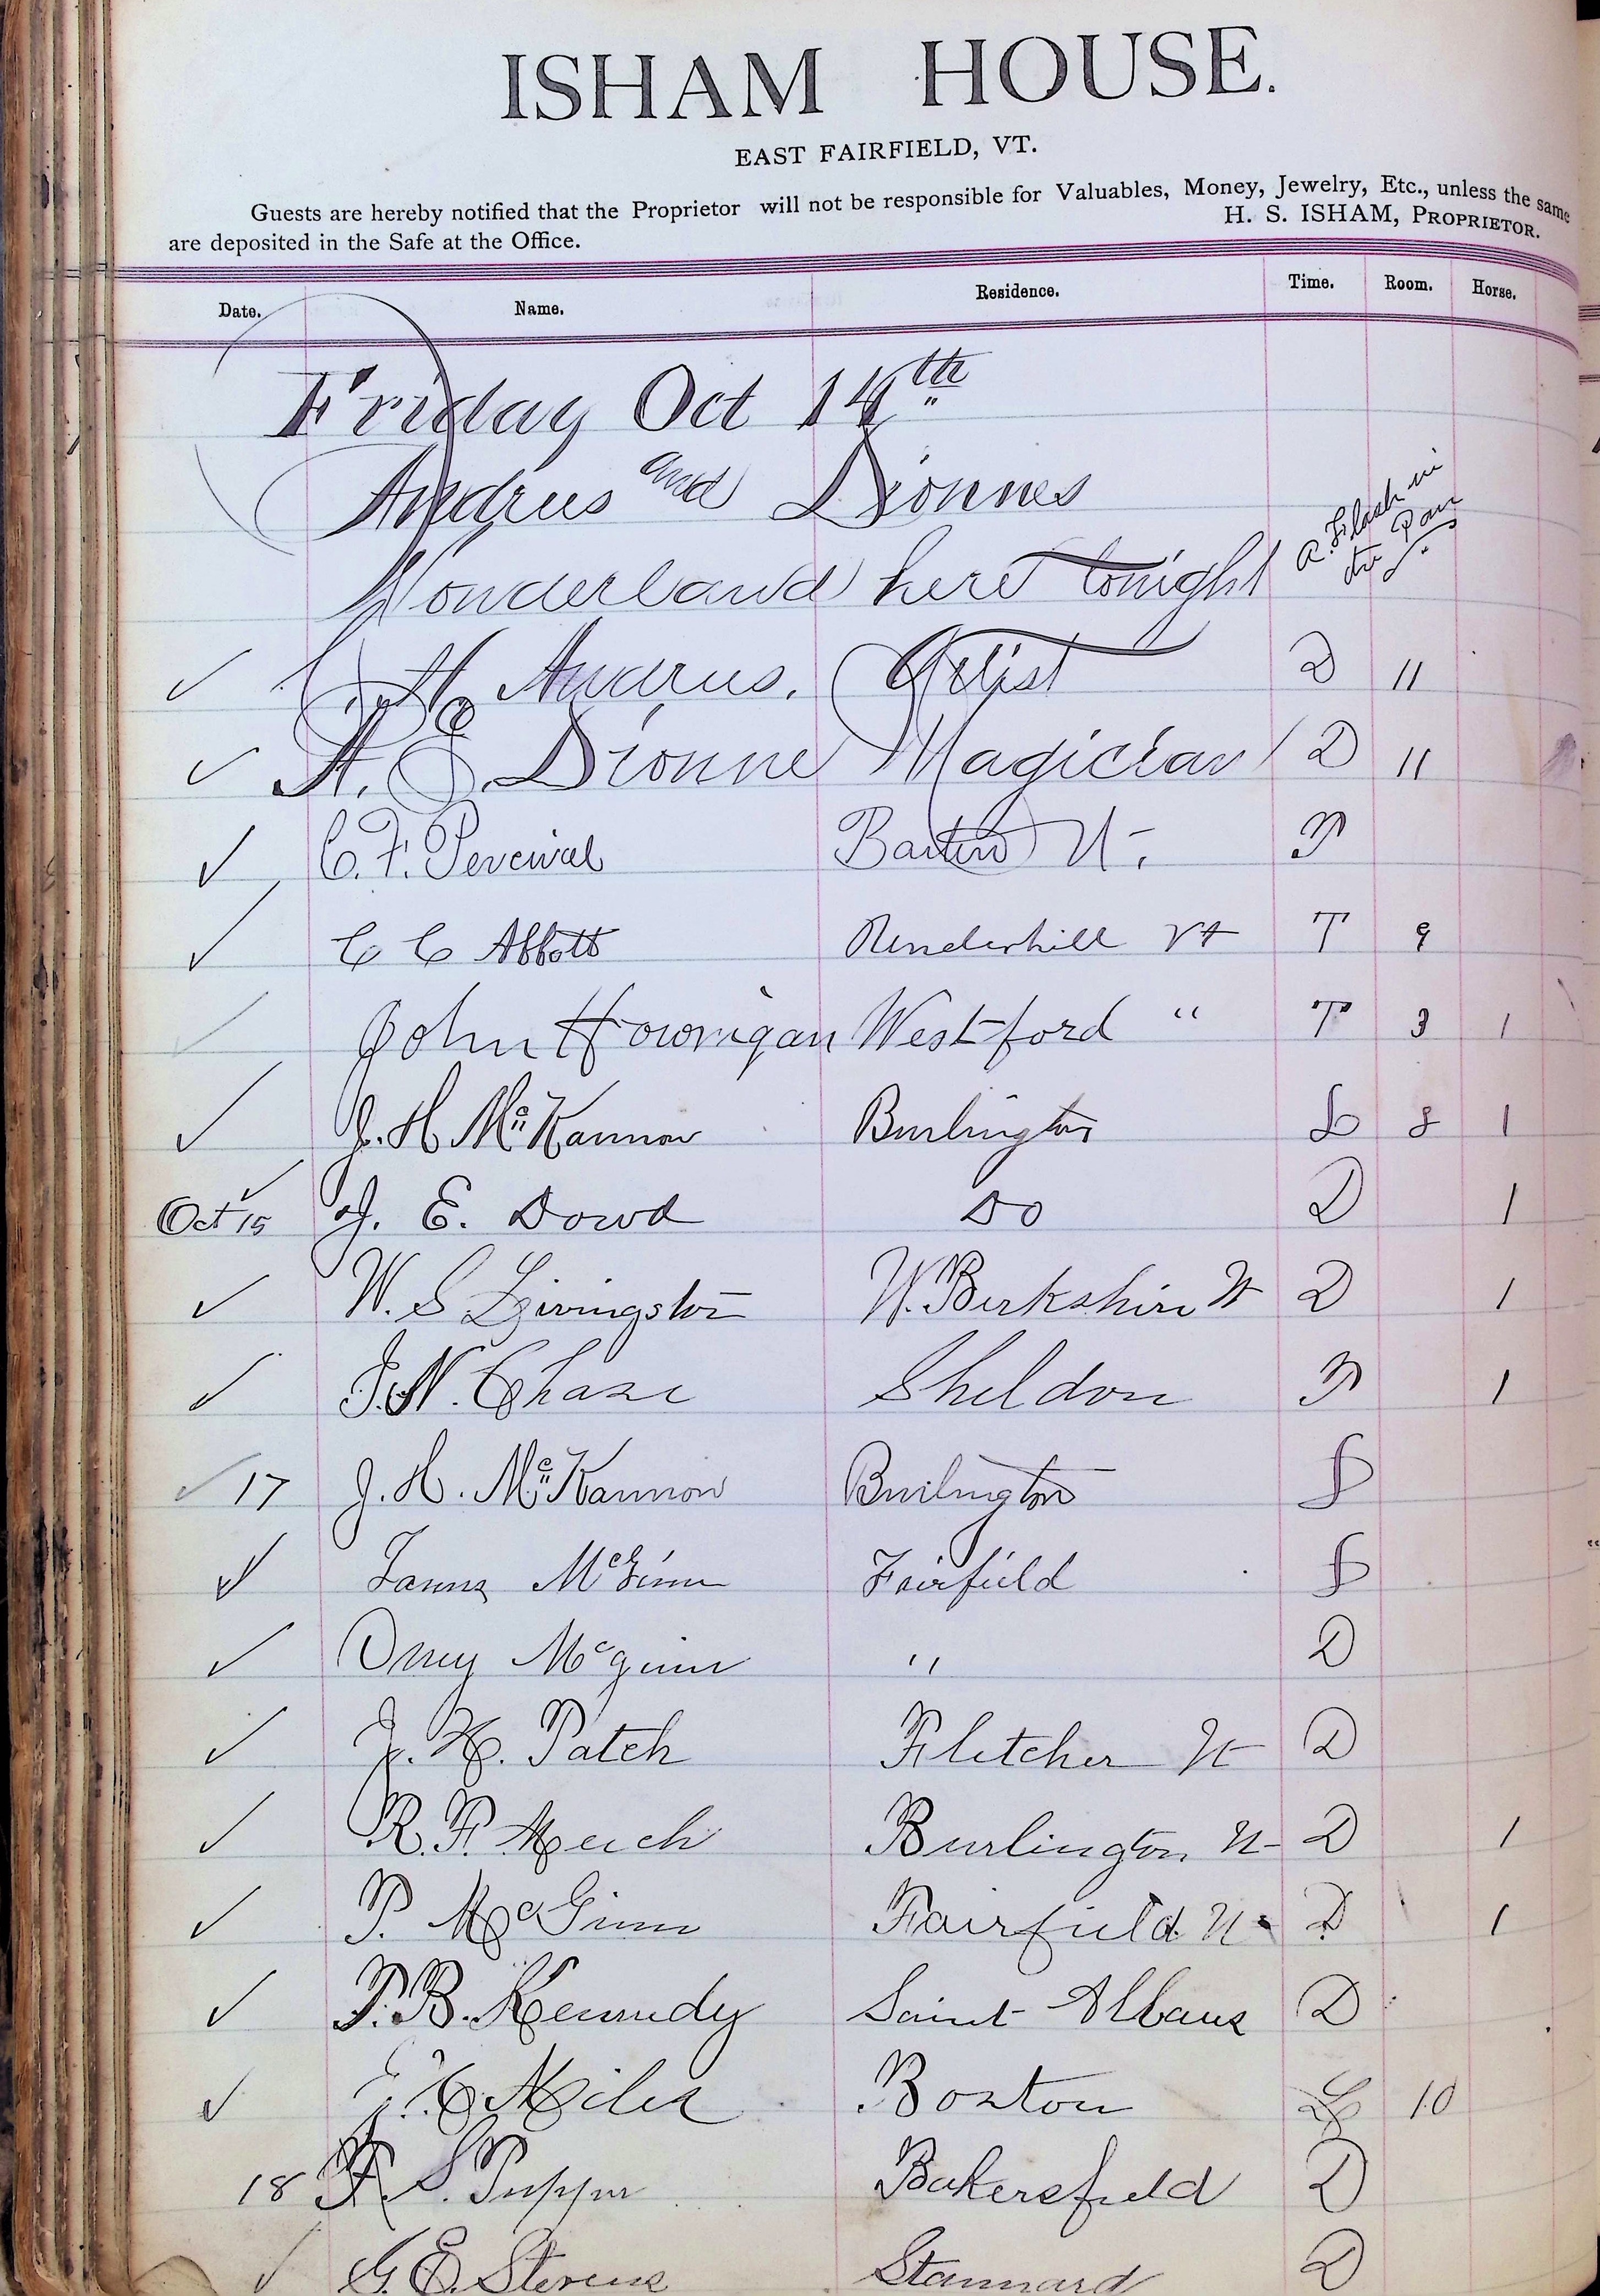 ISHAM HOUSE.
EAST FAIRFIELD, VT.
Guests are hereby notified that the Proprietor will not be responsible for Valuables, Money, Jewelry, Etc., unless the same
are deposited in the Safe at the Office. H. S. ISHAM, PROPRIETOR.
Date. Name. Residence. Time. Room. Horse.
Friday Oct 14th
Andrus and Dionnes
Wonderland here tonight A Flash in the Pan
H Andrus. Artist D 11
A. E. Dionne Magician D 11
C. F. Percival Barton Vt. P
C C Abbott Underhill Vt T 9
John Howrigan Westford " T 3 1
J. H McKannon Burlington L 8 1
Oct 15 J. E. Dowd Do D 1
W. S Livingston W. Berkshire Vt D 1
J. N. Chase Sheldon P 1
17 J. H. McKannon Burlington
McGinn Fairfield
McGinn " D
J. H. Patch Fletcher Vt D
R. F. Meech Burlington Vt D 1
P. McGinn Fairfield Vt D 1
P. B. Kennedy Saint Albans D
Miles Boston L 10
18 F. S. Tupper Bakersfield D
G. E. Stevens Stannard D